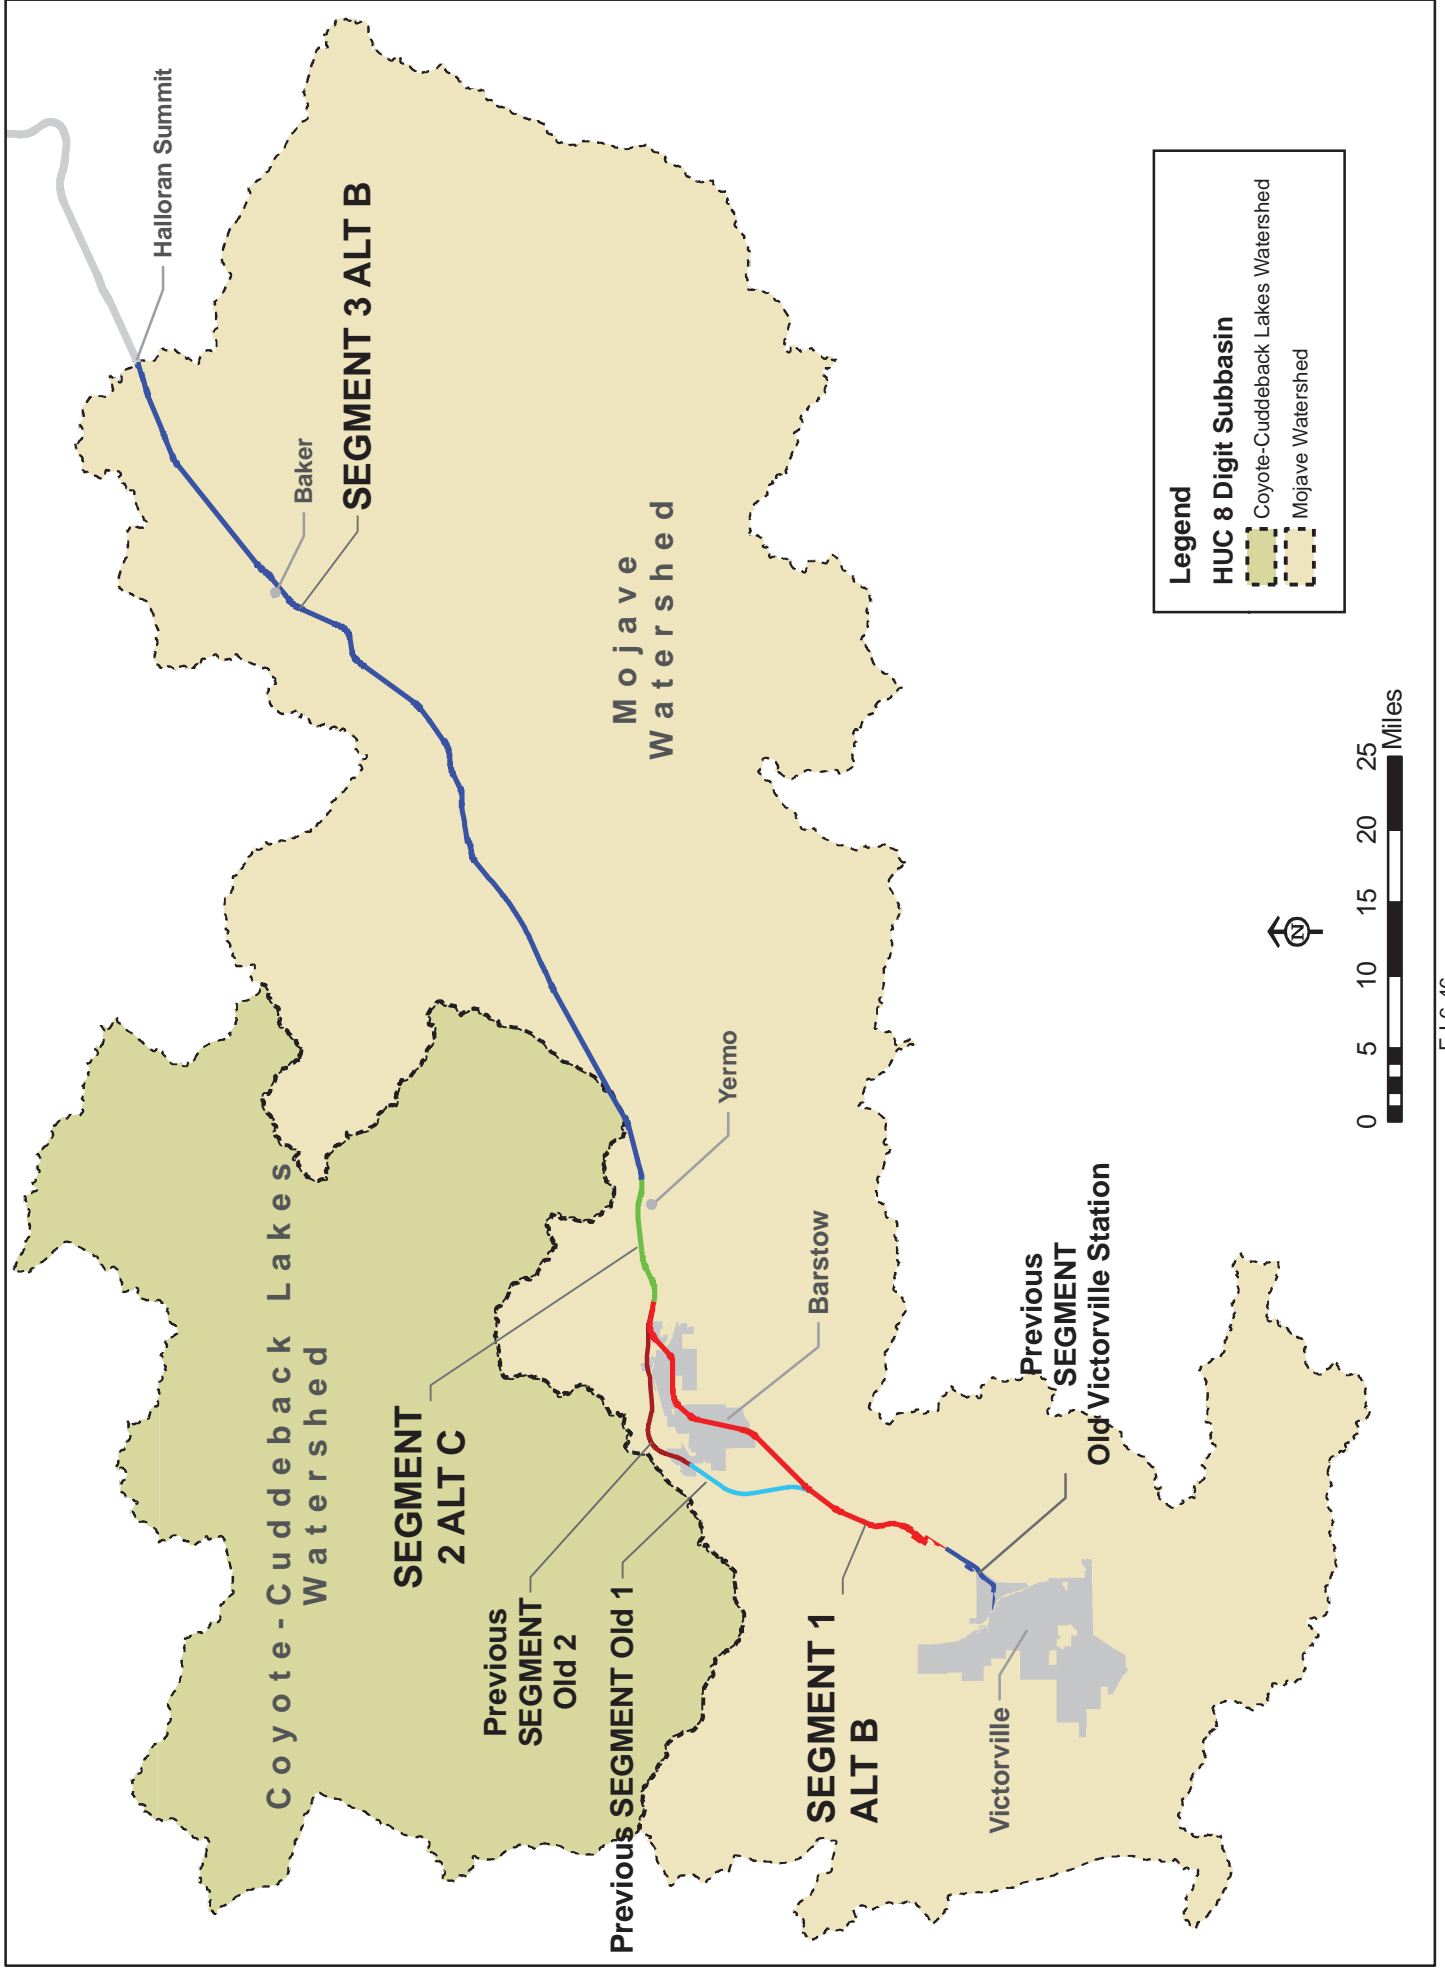 Halloran Summit
Baker
SEGMENT 3 ALT B
Mojave
Watershed
Coyote-Cuddeback Lakes
Watershed
SEGMENT
2 ALT C
Previous
SEGMENT
Old 2
Previous SEGMENT Old 1
Yermo
Barstow
SEGMENT 1
ALT B
Previous
SEGMENT
Old Victorville Station
Victorville
Legend
HUC 8 Digit Subbasin
Coyote-Cuddeback Lakes Watershed
Mojave Watershed
N
0 5 10 15 20 25
Miles